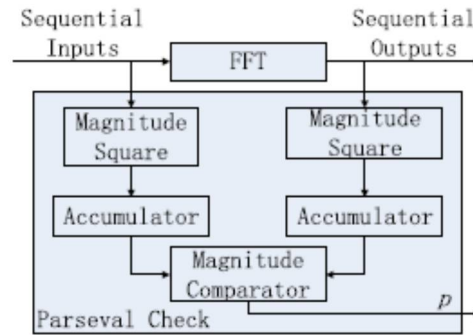 Sequential
Inputs
Sequential
Outputs
FFT
Magnitude
Square
Magnitude
Square
Accumulator
Accumulator
Magnitude
Comparator
p
Parseval Check